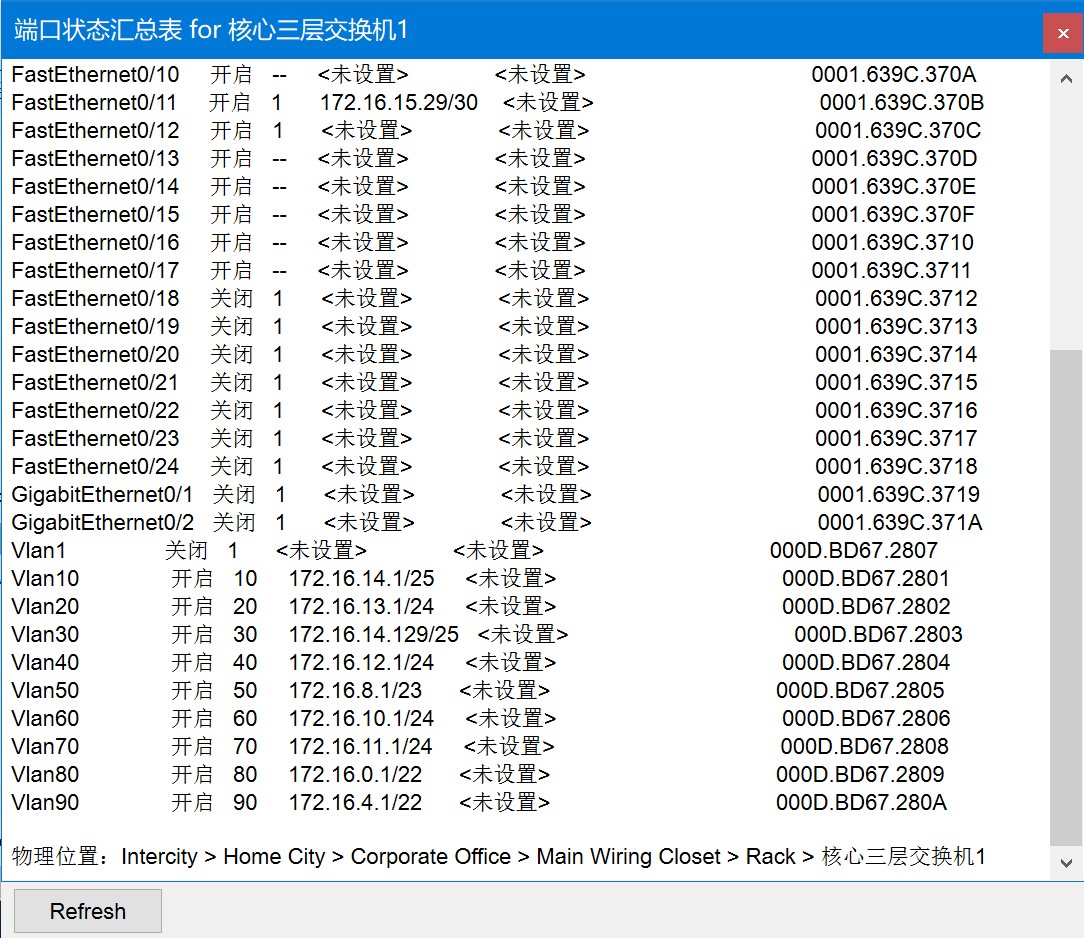 端口状态汇总表 for 核心三层交换机1
FastEthernet0/10 开启 -- <未设置> <未设置> 0001.639C.370A
FastEthernet0/11 开启 1 172.16.15.29/30 <未设置> 0001.639C.370B
FastEthernet0/12 开启 1 <未设置> <未设置> 0001.639C.370C
FastEthernet0/13 开启 -- <未设置> <未设置> 0001.639C.370D
FastEthernet0/14 开启 -- <未设置> <未设置> 0001.639C.370E
FastEthernet0/15 开启 -- <未设置> <未设置> 0001.639C.370F
FastEthernet0/16 开启 -- <未设置> <未设置> 0001.639C.3710
FastEthernet0/17 开启 -- <未设置> <未设置> 0001.639C.3711
FastEthernet0/18 关闭 1 <未设置> <未设置> 0001.639C.3712
FastEthernet0/19 关闭 1 <未设置> <未设置> 0001.639C.3713
FastEthernet0/20 关闭 1 <未设置> <未设置> 0001.639C.3714
FastEthernet0/21 关闭 1 <未设置> <未设置> 0001.639C.3715
FastEthernet0/22 关闭 1 <未设置> <未设置> 0001.639C.3716
FastEthernet0/23 关闭 1 <未设置> <未设置> 0001.639C.3717
FastEthernet0/24 关闭 1 <未设置> <未设置> 0001.639C.3718
GigabitEthernet0/1 关闭 1 <未设置> <未设置> 0001.639C.3719
GigabitEthernet0/2 关闭 1 <未设置> <未设置> 0001.639C.371A
Vlan1 关闭 1 <未设置> <未设置> 000D.BD67.2807
Vlan10 开启 10 172.16.14.1/25 <未设置> 000D.BD67.2801
Vlan20 开启 20 172.16.13.1/24 <未设置> 000D.BD67.2802
Vlan30 开启 30 172.16.14.129/25 <未设置> 000D.BD67.2803
Vlan40 开启 40 172.16.12.1/24 <未设置> 000D.BD67.2804
Vlan50 开启 50 172.16.8.1/23 <未设置> 000D.BD67.2805
Vlan60 开启 60 172.16.10.1/24 <未设置> 000D.BD67.2806
Vlan70 开启 70 172.16.11.1/24 <未设置> 000D.BD67.2808
Vlan80 开启 80 172.16.0.1/22 <未设置> 000D.BD67.2809
Vlan90 开启 90 172.16.4.1/22 <未设置> 000D.BD67.280A
物理位置：Intercity > Home City > Corporate Office > Main Wiring Closet > Rack > 核心三层交换机1
Refresh